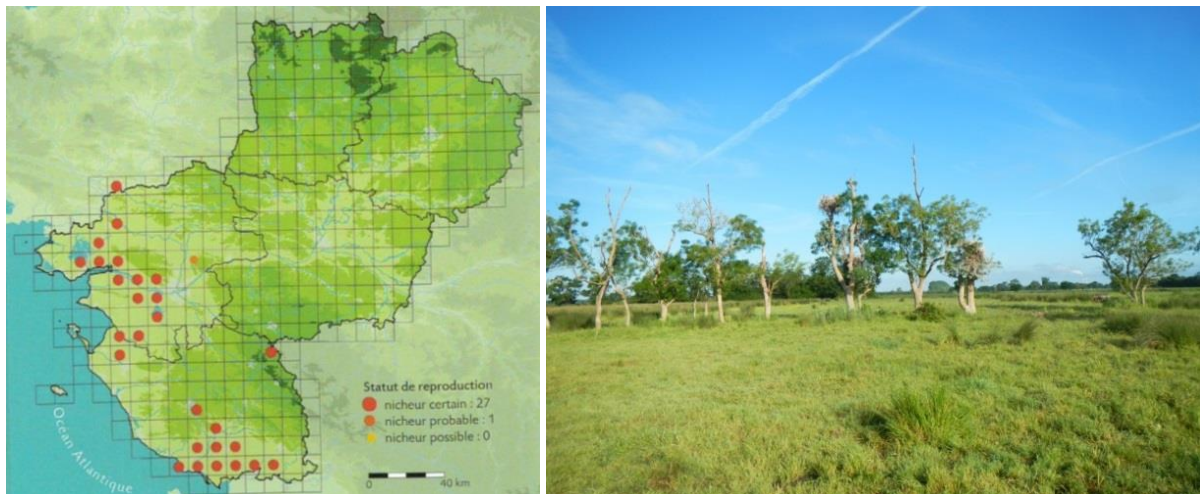 Statut de reproduction
nicheur certain : 27
nicheur probable : 1
nicheur possible : 0
Océan Atlantique
0 40 km